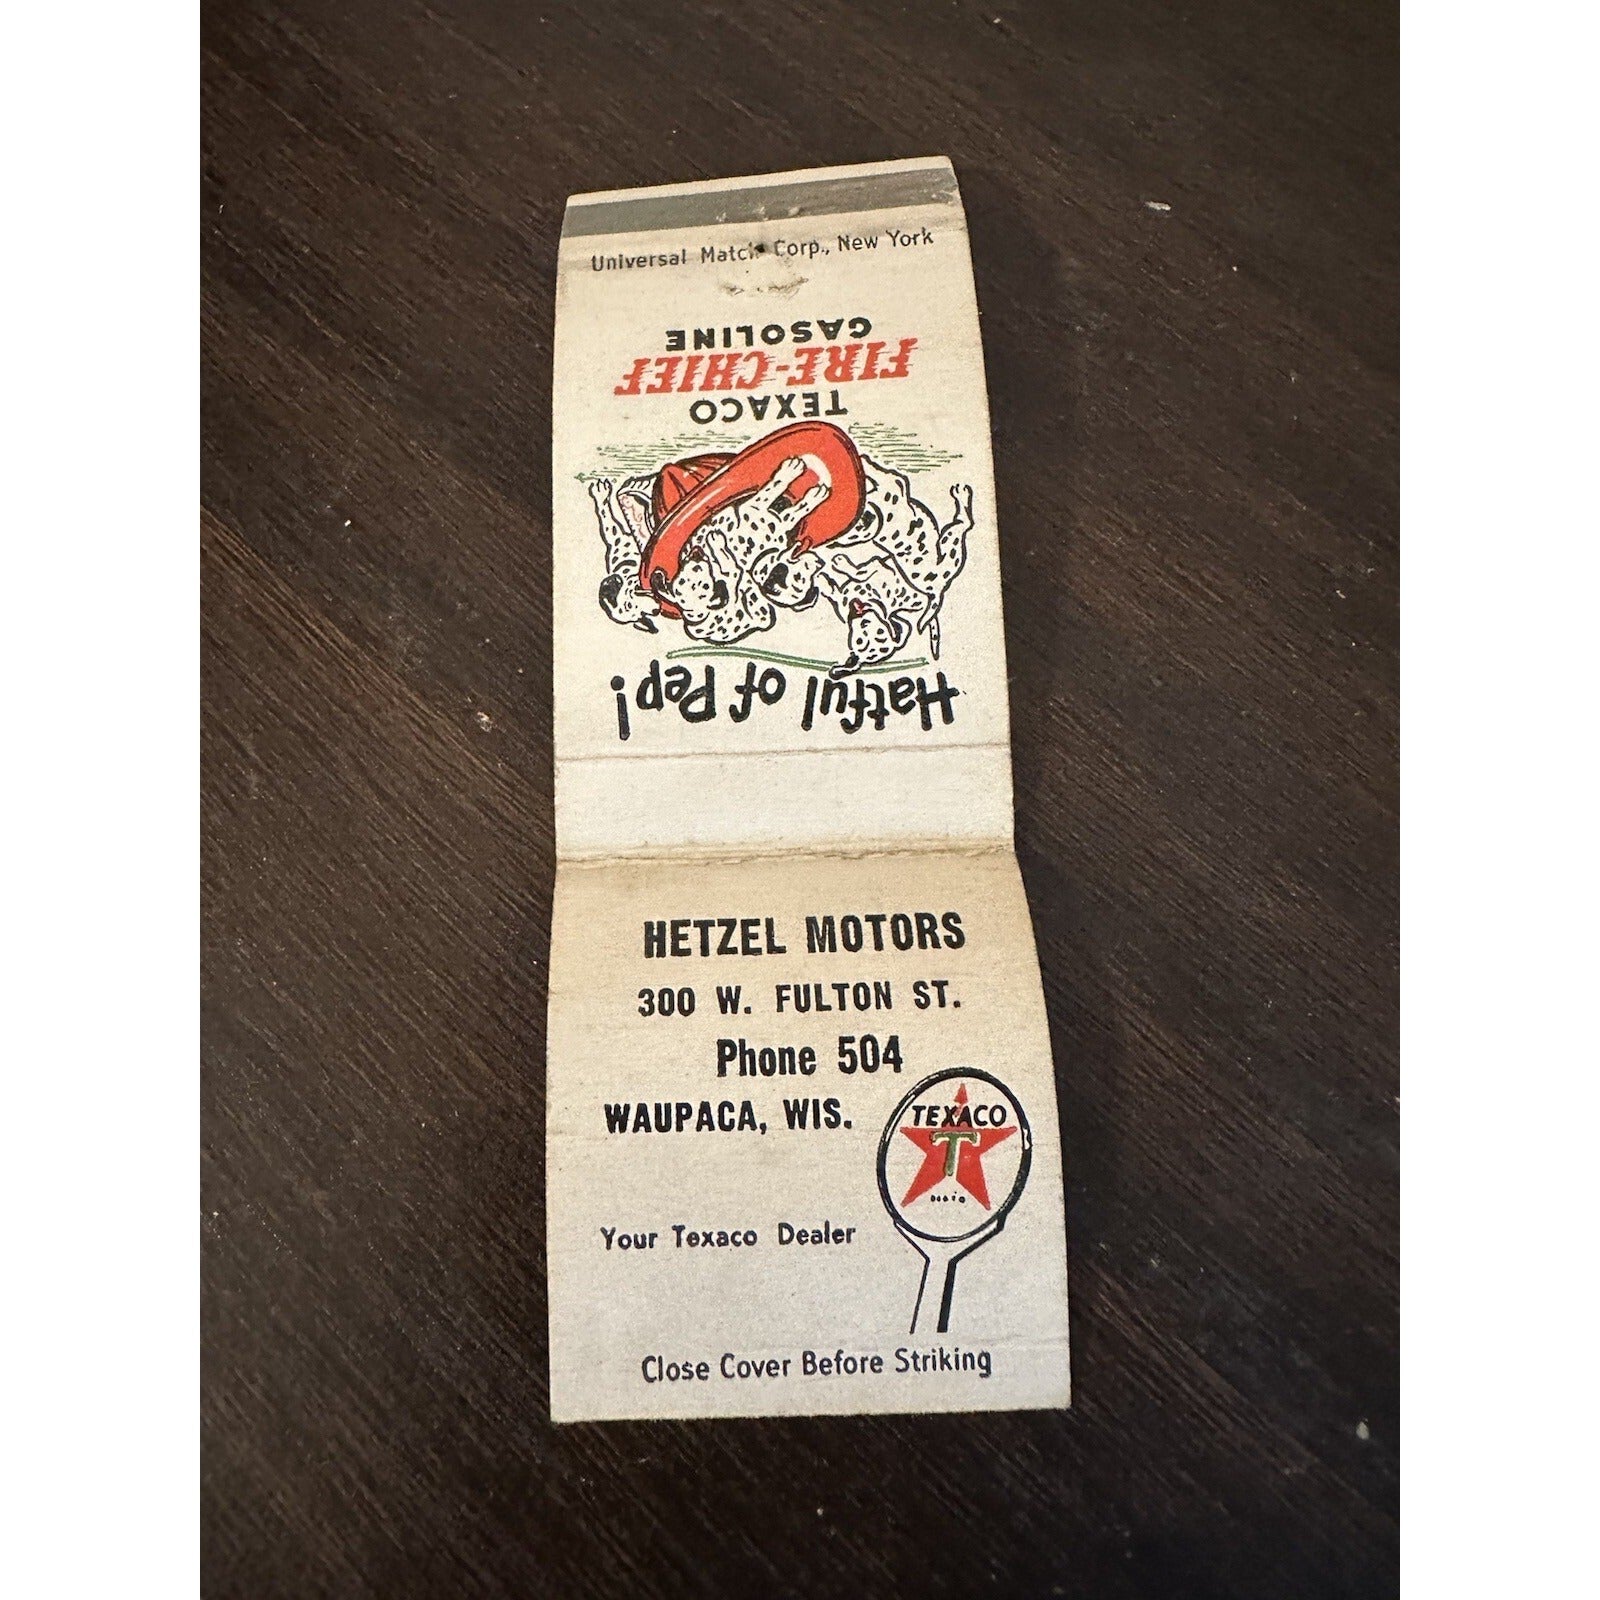 Universal Match Corp., New York
Hatful of Pep!
TEXACO
FIRE-CHIEF
GASOLINE
HETZEL MOTORS
300 W. FULTON ST.
Phone 504
WAUPACA, WIS.
TEXACO
T
Your Texaco Dealer
Close Cover Before Striking